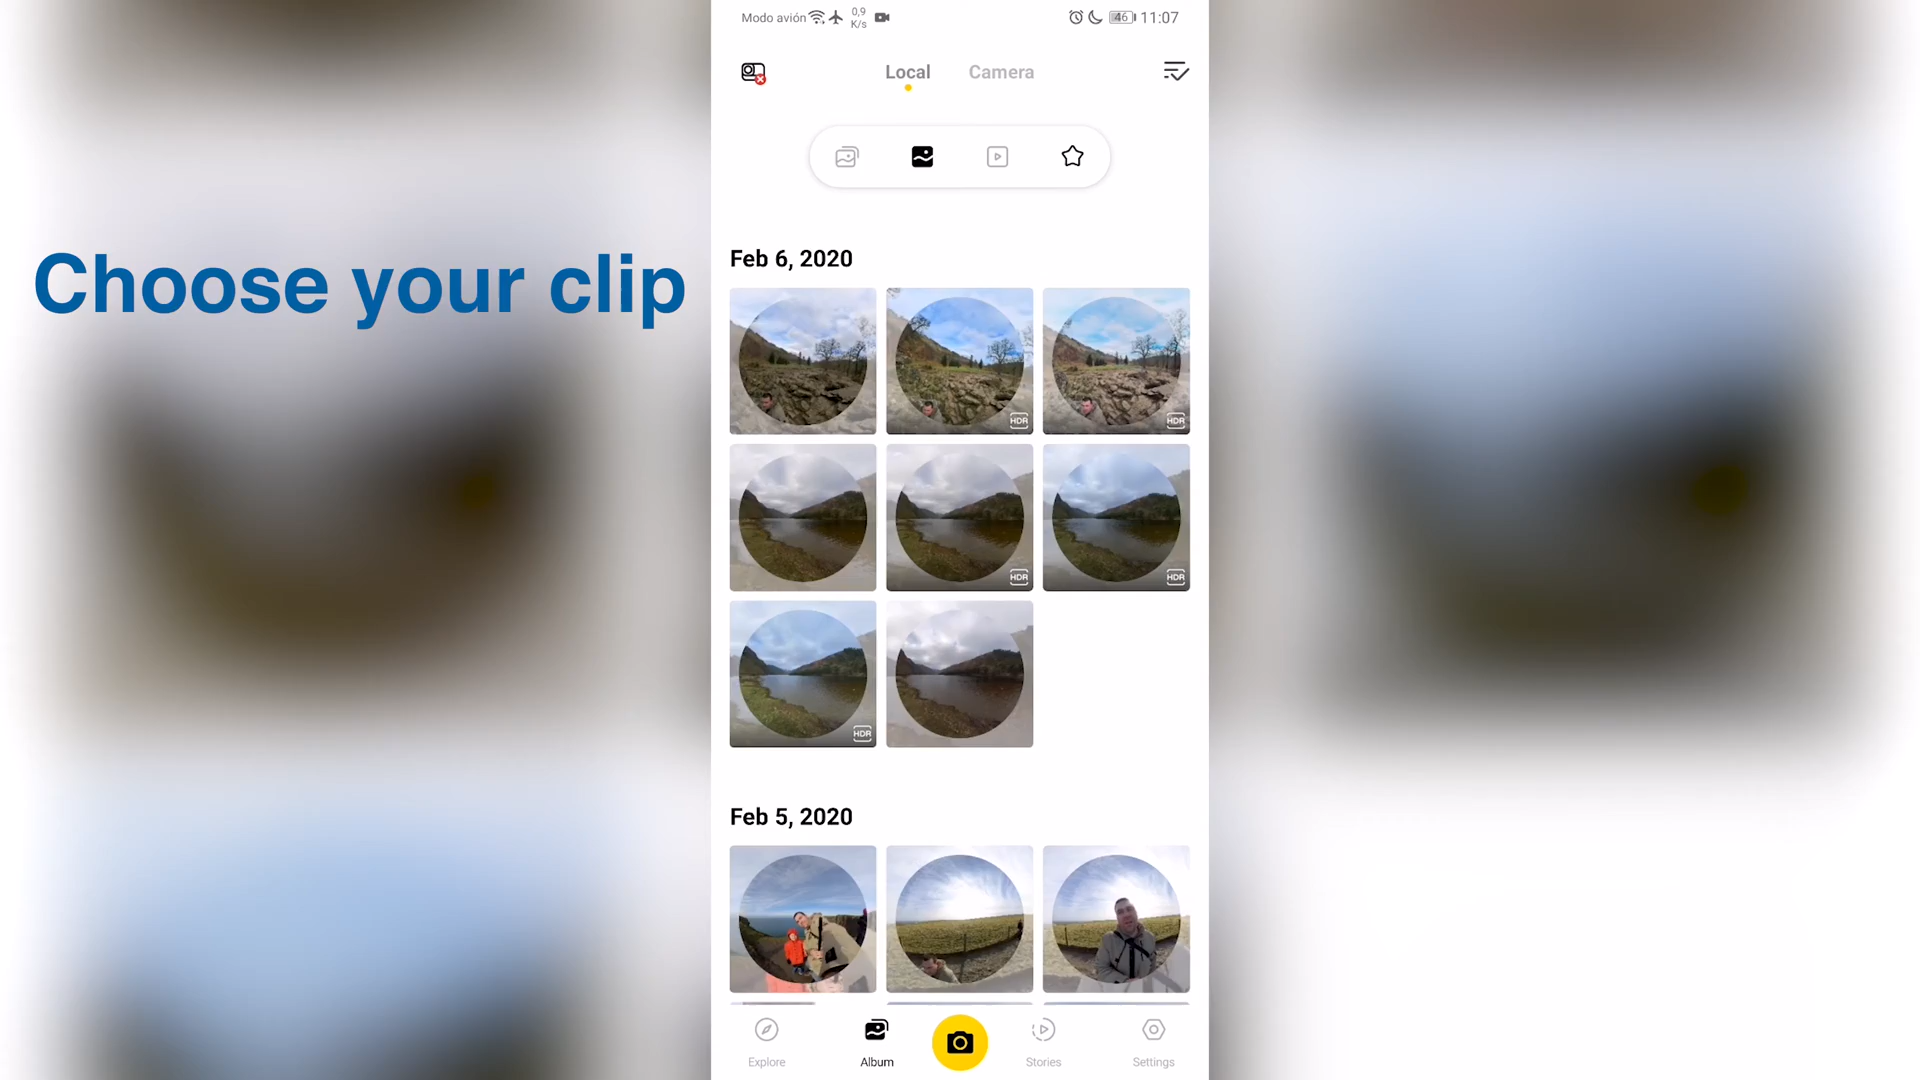 Modo avión 0,9 K/s 46 11:07
Local Camera
Choose your clip
Feb 6, 2020
HDR HDR
HDR HDR
HDR
Feb 5, 2020
Explore Album Stories Settings